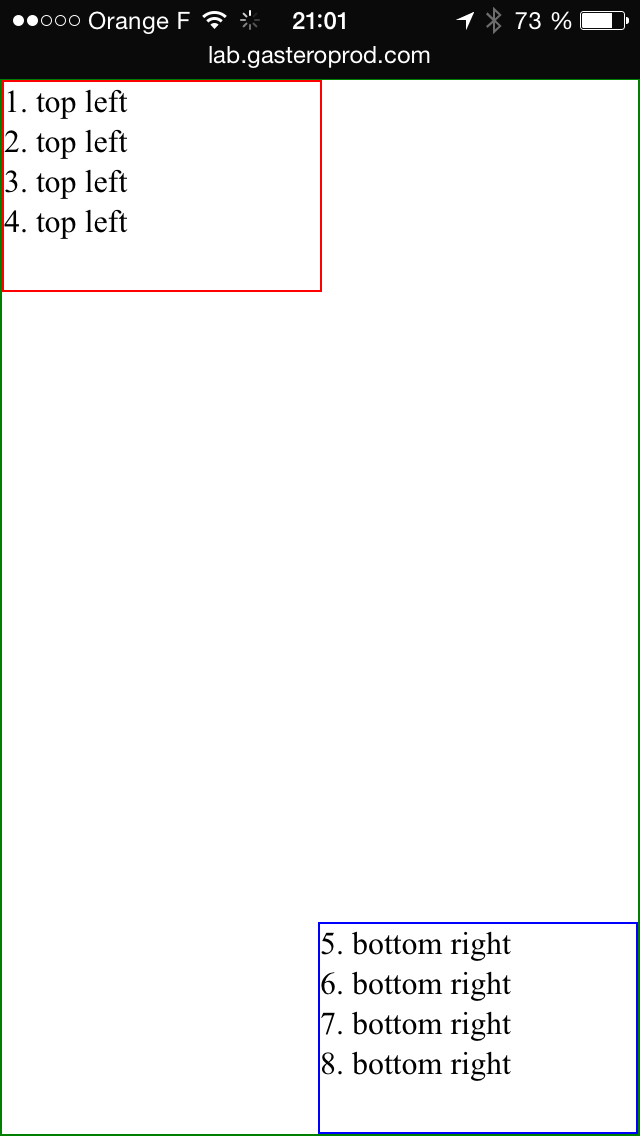 Orange F 21:01 73 %
lab.gasteroprod.com
1. top left
2. top left
3. top left
4. top left
5. bottom right
6. bottom right
7. bottom right
8. bottom right